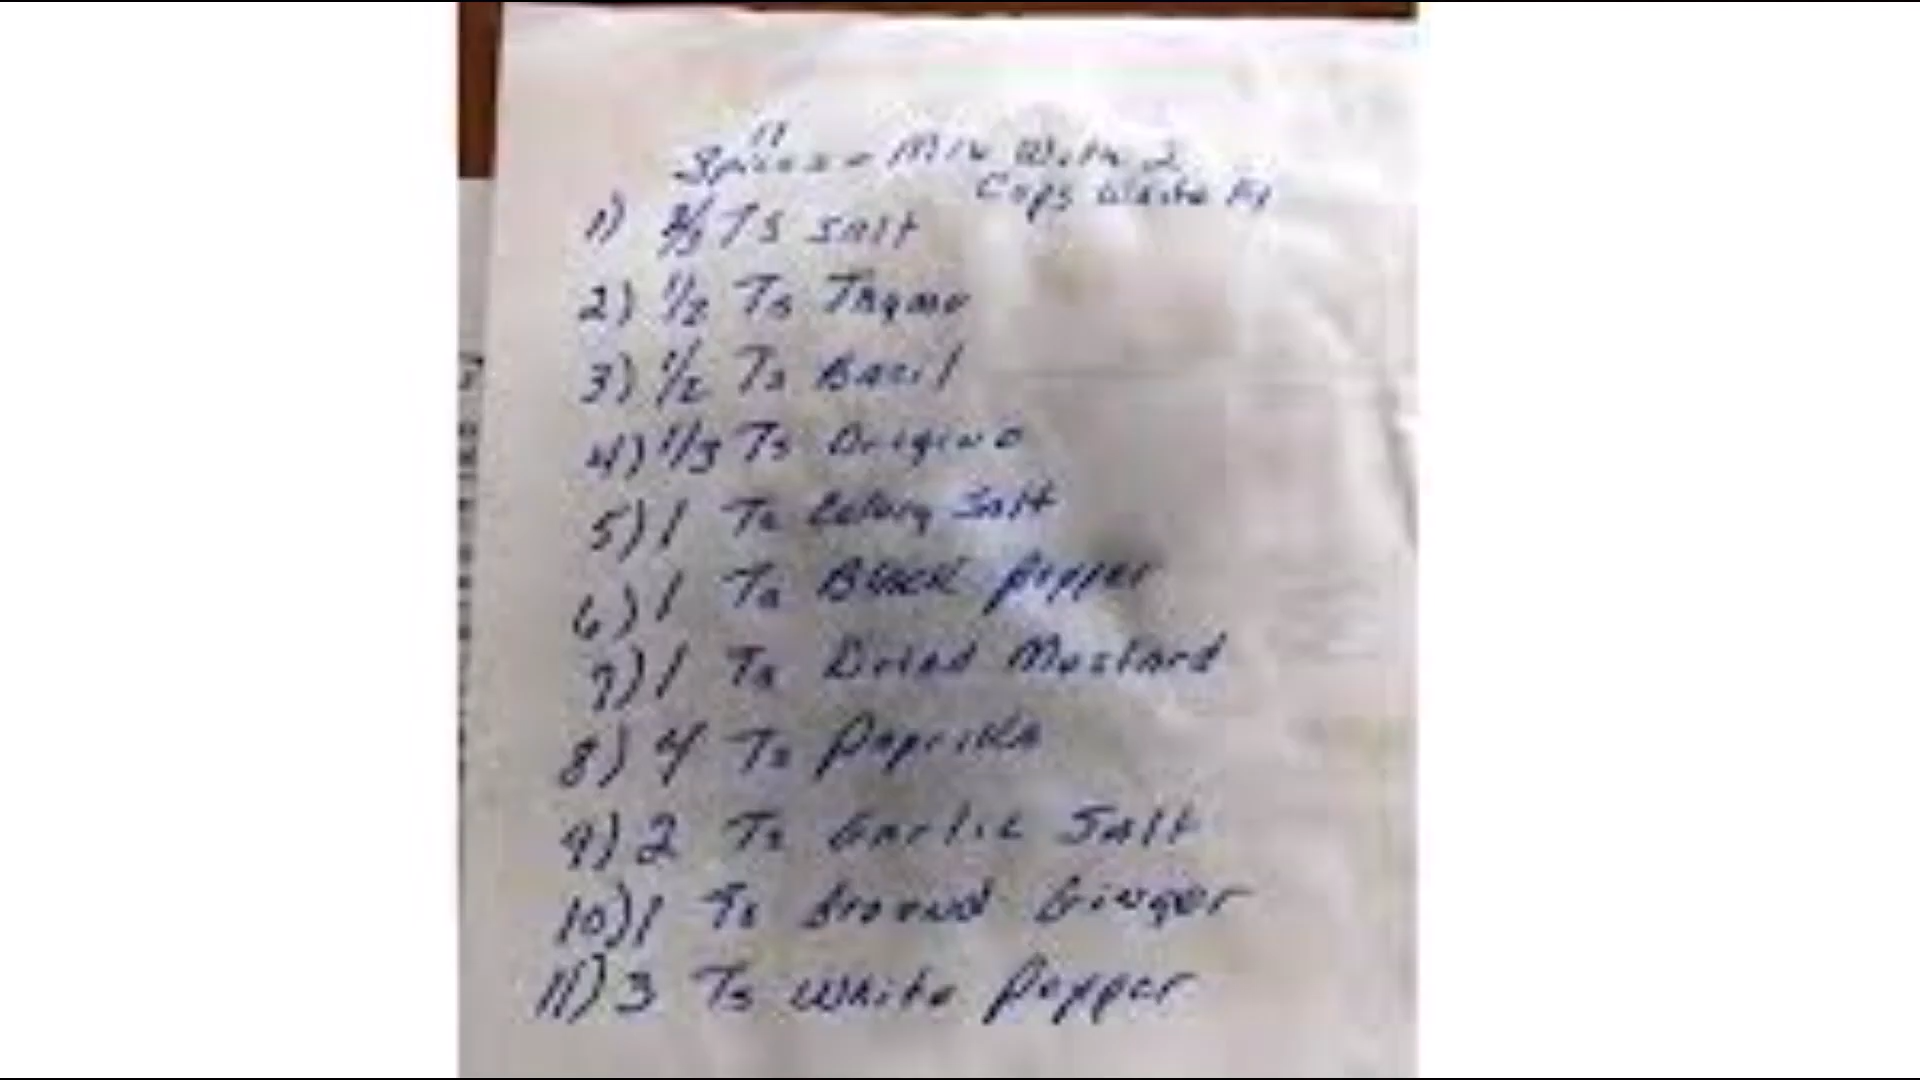 11
Spices - Mix With 2
Cups White Fl
1) 2/3 Ts Salt
2) 1/2 Ts Thyme
3) 1/2 Ts Basil
4) 1/3 Ts Origino
5) 1 Ts Celery Salt
6) 1 Ts Black Pepper
7) 1 Ts Dried Mustard
8) 4 Ts Paprika
9) 2 Ts Garlic Salt
10) 1 Ts Ground Ginger
11) 3 Ts White Pepper